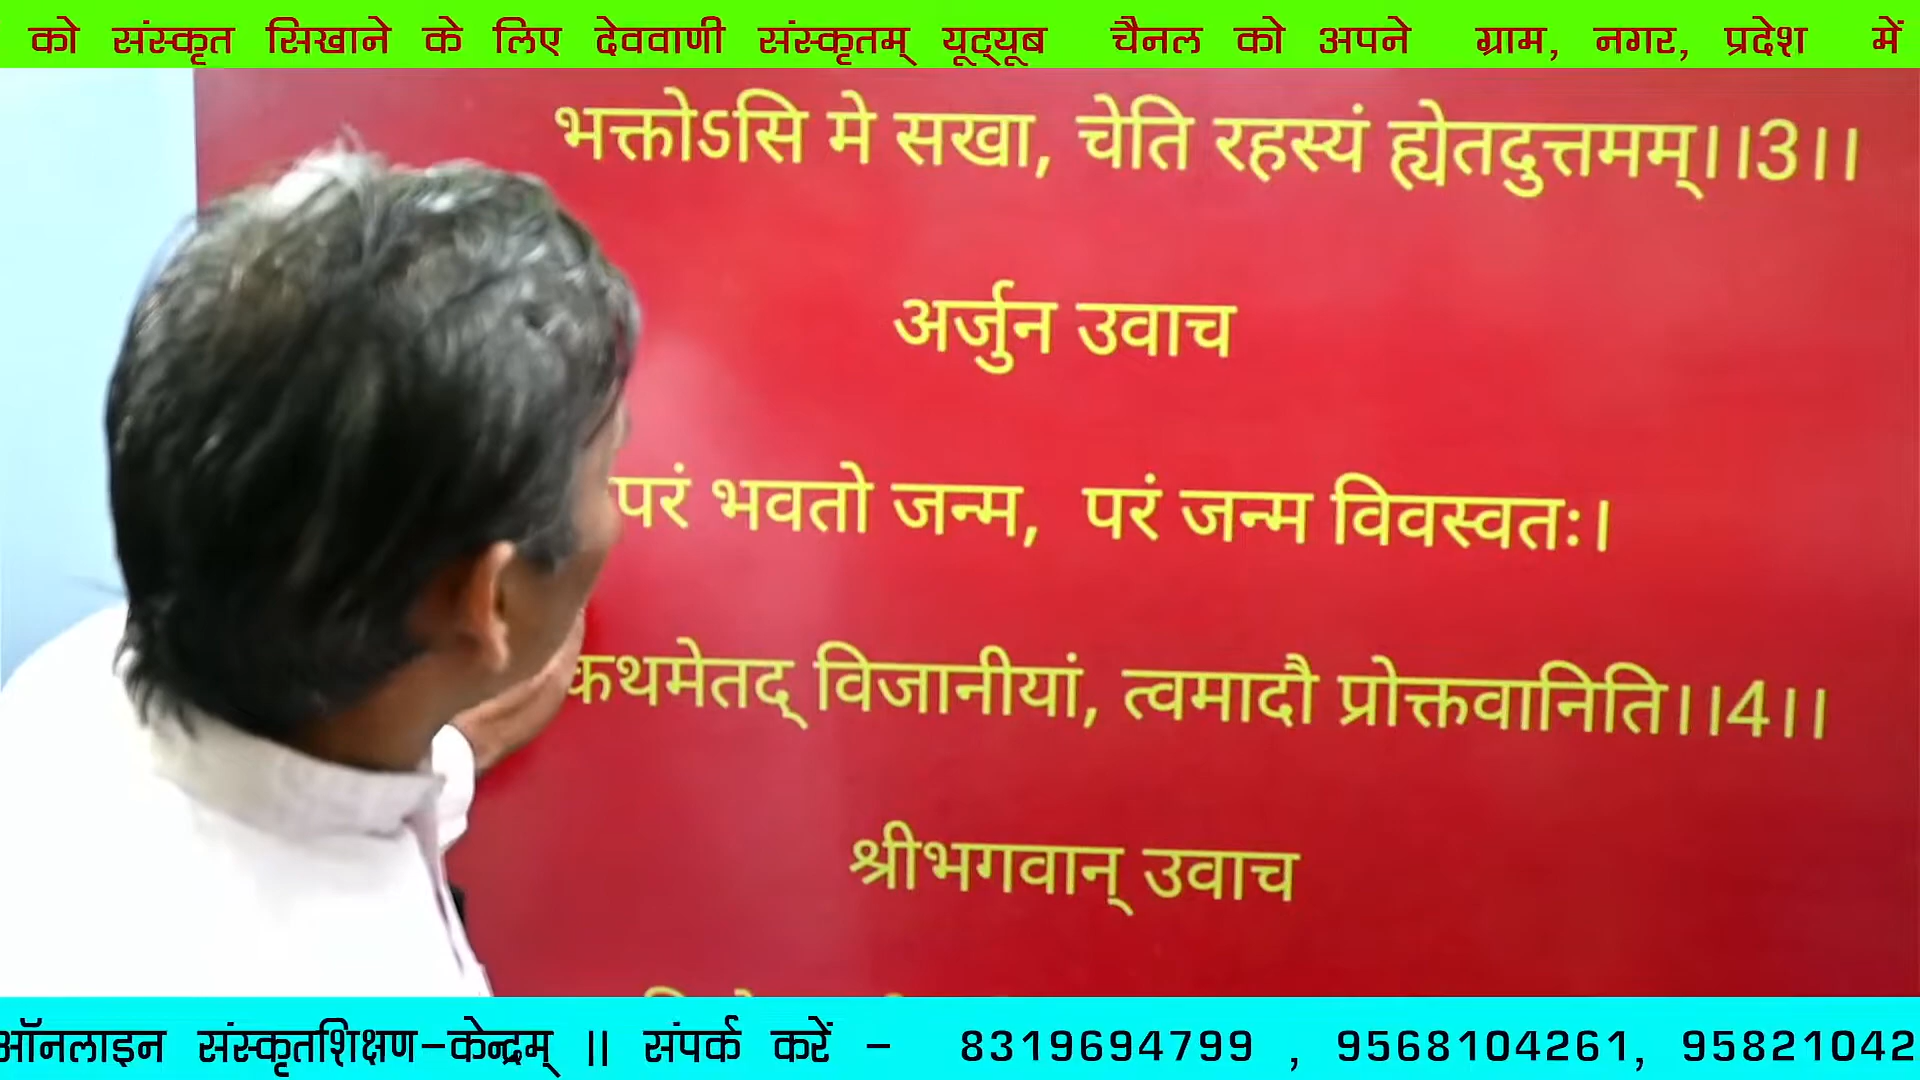 को संस्कृत सिखाने के लिए देववाणी संस्कृतम् यूट्यूब चैनल को अपने ग्राम, नगर, प्रदेश में
भक्तोऽसि मे सखा, चेति रहस्यं ह्येतदुत्तमम्।।3।।
अर्जुन उवाच
परं भवतो जन्म, परं जन्म विवस्वतः।
कथमेतद् विजानीयां, त्वमादौ प्रोक्तवानिति।।4।।
श्रीभगवान् उवाच
ऑनलाइन संस्कृतशिक्षण-केन्द्रम् || संपर्क करें - 8319694799 , 9568104261, 95821042